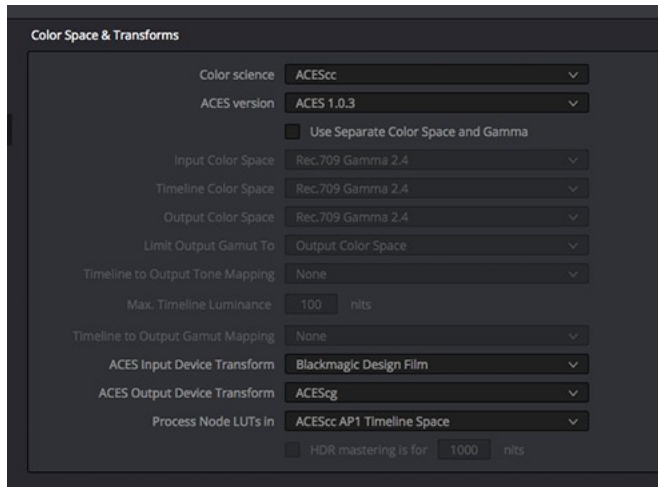 Color Space & Transforms
Color science ACEScc
ACES version ACES 1.0.3
Use Separate Color Space and Gamma
Input Color Space Rec.709 Gamma 2.4
Timeline Color Space Rec.709 Gamma 2.4
Output Color Space Rec.709 Gamma 2.4
Limit Output Gamut To Output Color Space
Timeline to Output Tone Mapping None
Max. Timeline Luminance 100 nits
Timeline to Output Gamut Mapping None
ACES Input Device Transform Blackmagic Design Film
ACES Output Device Transform ACEScg
Process Node LUTs in ACEScc AP1 Timeline Space
HDR mastering is for 1000 nits